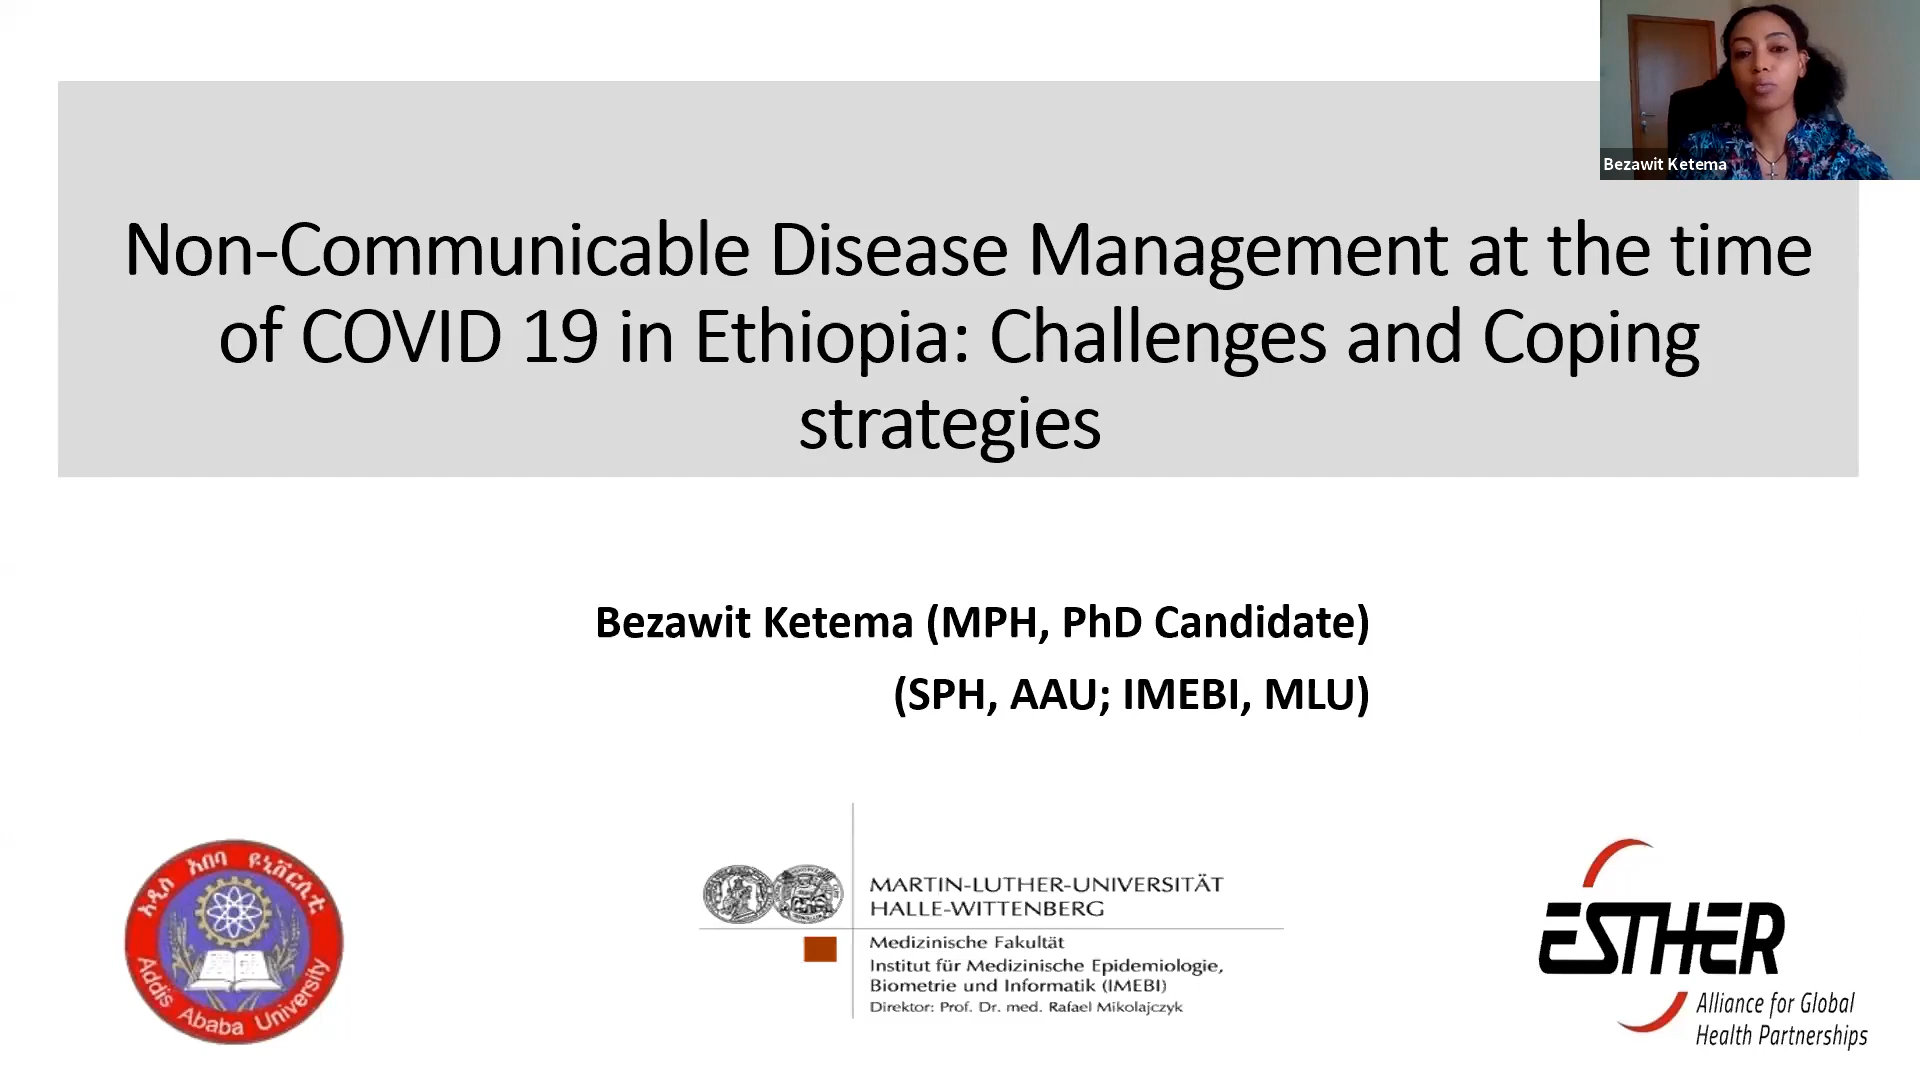 Bezawit Ketema
Non-Communicable Disease Management at the time
of COVID 19 in Ethiopia: Challenges and Coping
strategies
Bezawit Ketema (MPH, PhD Candidate)
(SPH, AAU; IMEBI, MLU)
አዲስ አበባ ዩኒቨርሲቲ
Addis Ababa University
MARTIN-LUTHER-UNIVERSITÄT
HALLE-WITTENBERG
Medizinische Fakultät
Institut für Medizinische Epidemiologie,
Biometrie und Informatik (IMEBI)
Direktor: Prof. Dr. med. Rafael Mikolajczyk
ESTHER
Alliance for Global
Health Partnerships